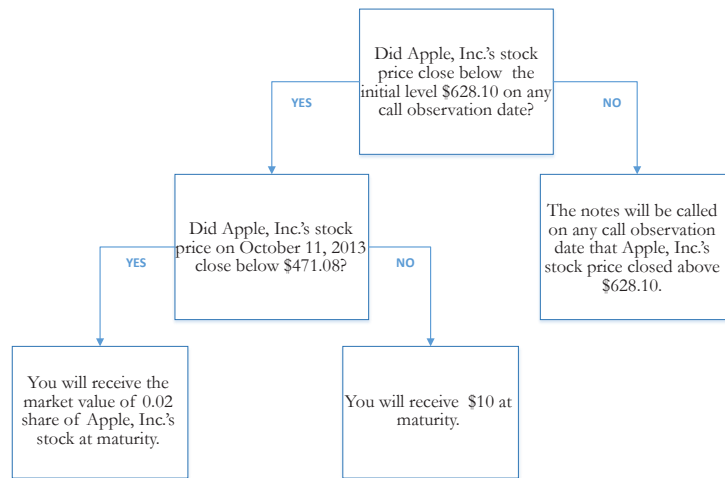 Did Apple, Inc.'s stock
price close below the
initial level $628.10 on any
call observation date?
YES
NO
Did Apple, Inc.'s stock
price on October 11, 2013
close below $471.08?
The notes will be called
on any call observation
date that Apple, Inc.'s
stock price closed above
$628.10.
YES
NO
You will receive the
market value of 0.02
share of Apple, Inc.'s
stock at maturity.
You will receive $10 at
maturity.